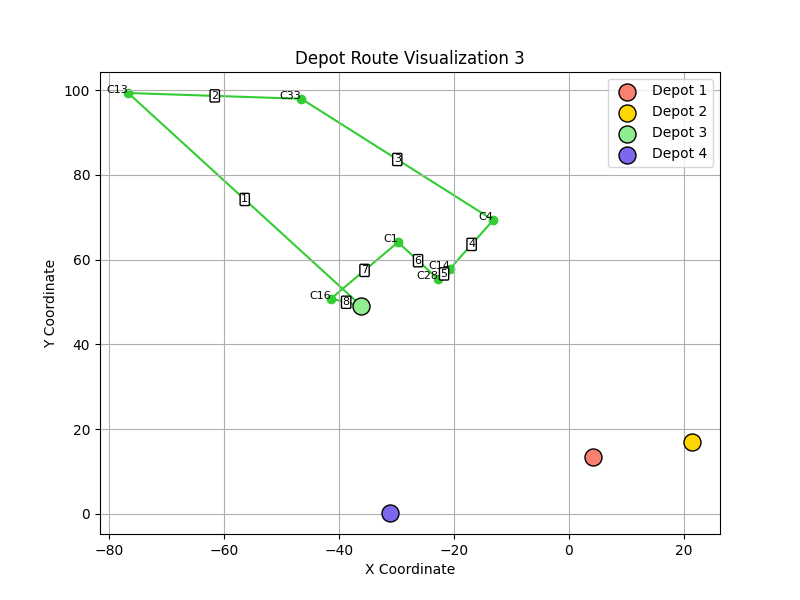 Depot Route Visualization 3
Depot 1
Depot 2
Depot 3
Depot 4
C13
2
C33
3
1
C4
C1
4
6
C14
7
C28
5
C16
8
100
80
60
40
20
0
Y Coordinate
−80
−60
−40
−20
0
20
X Coordinate